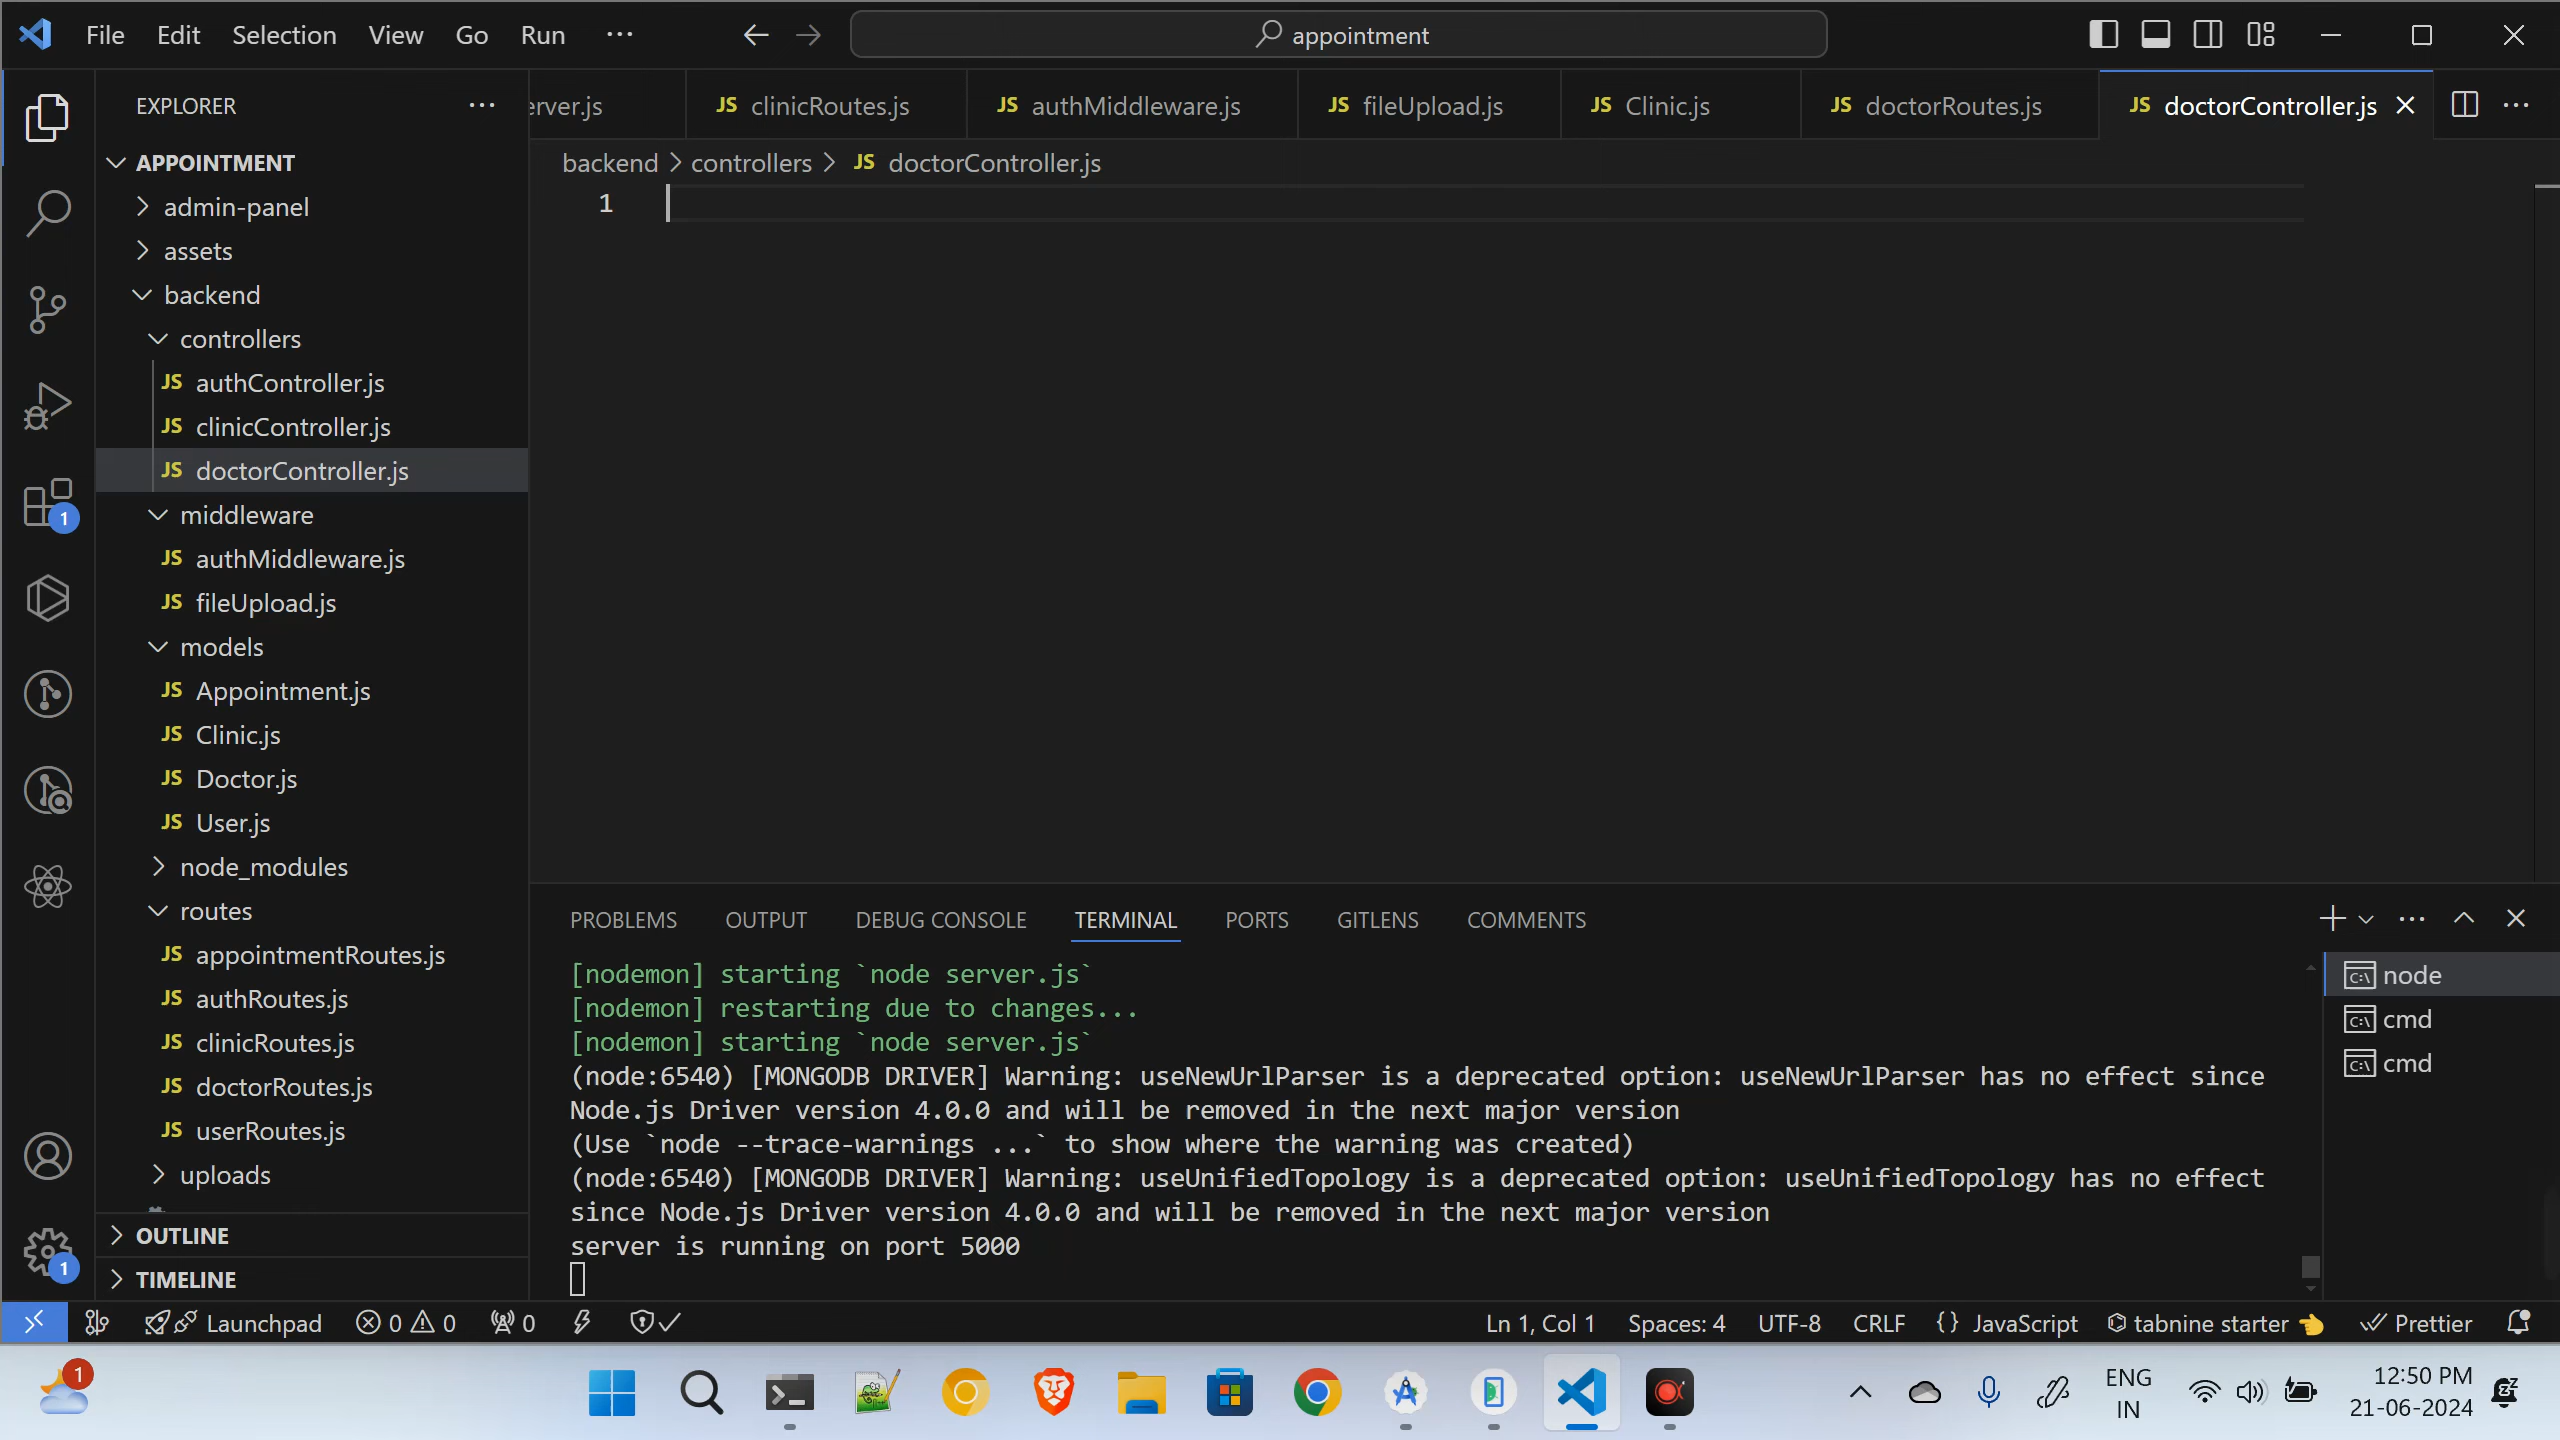 File Edit Selection View Go Run ··· appointment
EXPLORER
APPOINTMENT
admin-panel
assets
backend
controllers
JS authController.js
JS clinicController.js
JS doctorController.js
middleware
JS authMiddleware.js
JS fileUpload.js
models
JS Appointment.js
JS Clinic.js
JS Doctor.js
JS User.js
node_modules
routes
JS appointmentRoutes.js
JS authRoutes.js
JS clinicRoutes.js
JS doctorRoutes.js
JS userRoutes.js
uploads
OUTLINE
TIMELINE
erver.js JS clinicRoutes.js JS authMiddleware.js JS fileUpload.js JS Clinic.js JS doctorRoutes.js JS doctorController.js
backend > controllers > JS doctorController.js
1
PROBLEMS OUTPUT DEBUG CONSOLE TERMINAL PORTS GITLENS COMMENTS
[nodemon] starting `node server.js`
[nodemon] restarting due to changes...
[nodemon] starting `node server.js`
(node:6540) [MONGODB DRIVER] Warning: useNewUrlParser is a deprecated option: useNewUrlParser has no effect since
Node.js Driver version 4.0.0 and will be removed in the next major version
(Use `node --trace-warnings ...` to show where the warning was created)
(node:6540) [MONGODB DRIVER] Warning: useUnifiedTopology is a deprecated option: useUnifiedTopology has no effect
since Node.js Driver version 4.0.0 and will be removed in the next major version
server is running on port 5000
node
cmd
cmd
1
1
Launchpad 0 0 0 Ln 1, Col 1 Spaces: 4 UTF-8 CRLF {} JavaScript tabnine starter 👈 Prettier
1
ENG
IN
12:50 PM
21-06-2024